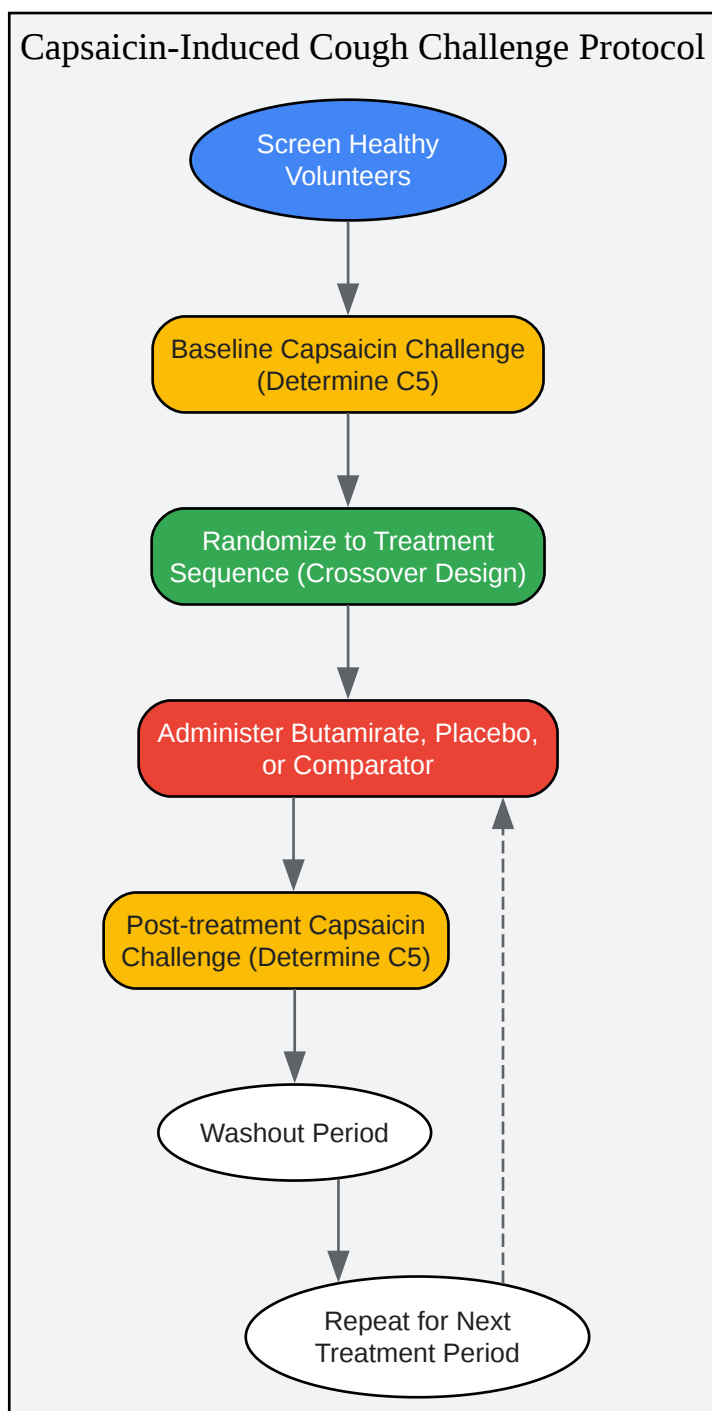 Capsaicin-Induced Cough Challenge Protocol
Screen Healthy
Volunteers
Baseline Capsaicin Challenge
(Determine C5)
Randomize to Treatment
Sequence (Crossover Design)
Administer Butamirate, Placebo,
or Comparator
Post-treatment Capsaicin
Challenge (Determine C5)
Washout Period
Repeat for Next
Treatment Period